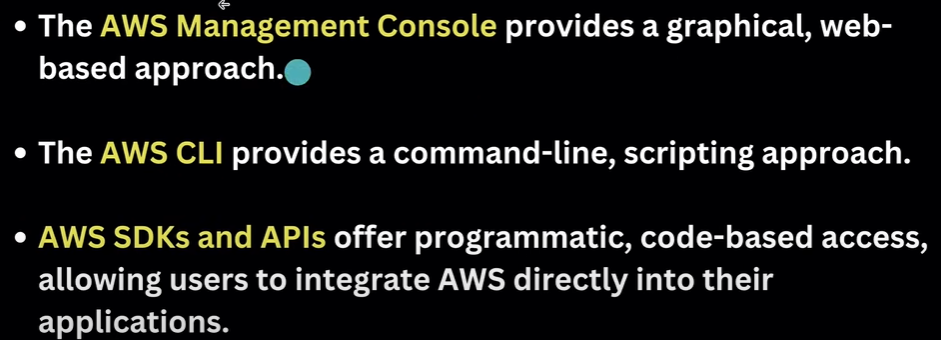 • The AWS Management Console provides a graphical, web-
based approach.
• The AWS CLI provides a command-line, scripting approach.
• AWS SDKs and APIs offer programmatic, code-based access,
allowing users to integrate AWS directly into their
applications.